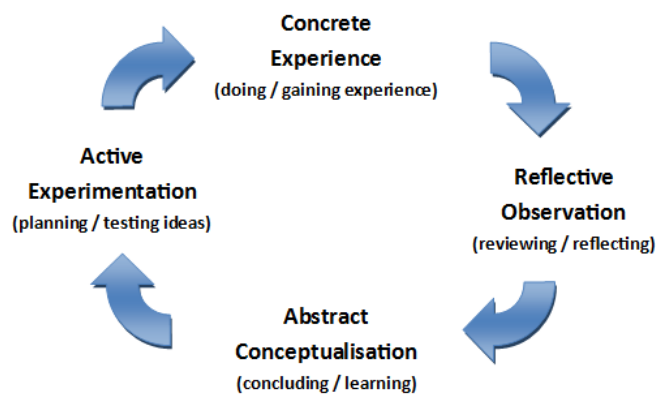 Concrete
Experience
(doing / gaining experience)
Reflective
Observation
(reviewing / reflecting)
Abstract
Conceptualisation
(concluding / learning)
Active
Experimentation
(planning / testing ideas)